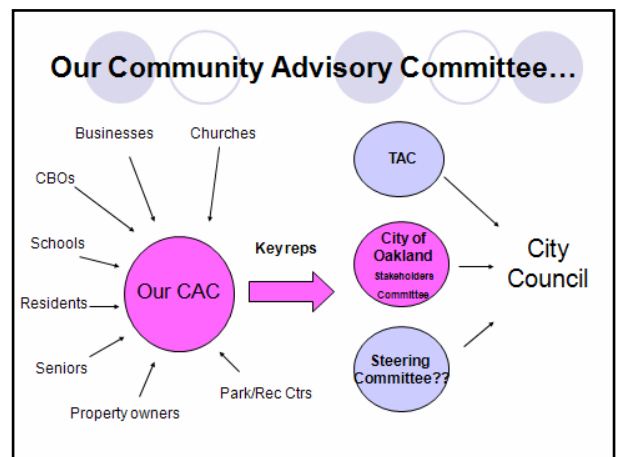 Our Community Advisory Committee…
Businesses
Churches
CBOs
Schools
Residents
Seniors
Property owners
Park/Rec Ctrs
Our CAC
Key reps
TAC
City of
Oakland
Stakeholders
Committee
Steering
Committee??
City
Council